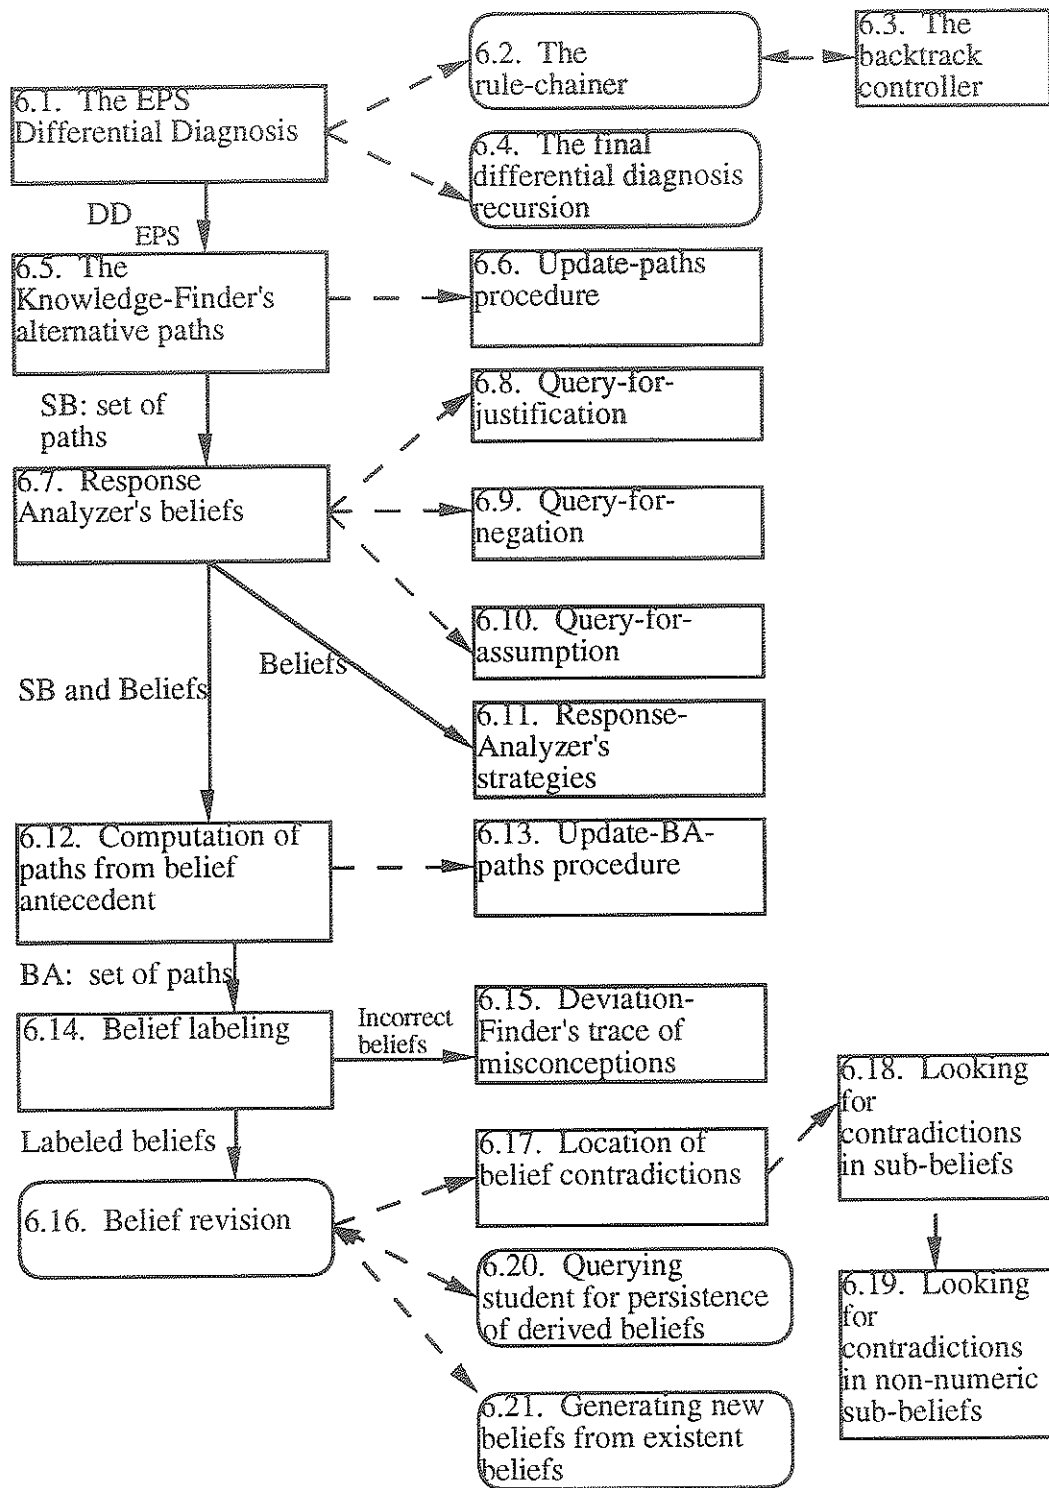 6.1. The EPS
Differential Diagnosis
6.2. The
rule-chainer
6.3. The
backtrack
controller
6.4. The final
differential diagnosis
recursion
DD
EPS
6.5. The
Knowledge-Finder's
alternative paths
6.6. Update-paths
procedure
SB: set of
paths
6.7. Response
Analyzer's beliefs
6.8. Query-for-
justification
6.9. Query-for-
negation
6.10. Query-for-
assumption
Beliefs
SB and Beliefs
6.11. Response-
Analyzer's
strategies
6.12. Computation of
paths from belief
antecedent
6.13. Update-BA-
paths procedure
BA: set of paths
6.14. Belief labeling
Incorrect
beliefs
6.15. Deviation-
Finder's trace of
misconceptions
Labeled beliefs
6.16. Belief revision
6.17. Location of
belief contradictions
6.18. Looking
for
contradictions
in sub-beliefs
6.19. Looking
for
contradictions
in non-numeric
sub-beliefs
6.20. Querying
student for persistence
of derived beliefs
6.21. Generating new
beliefs from existent
beliefs